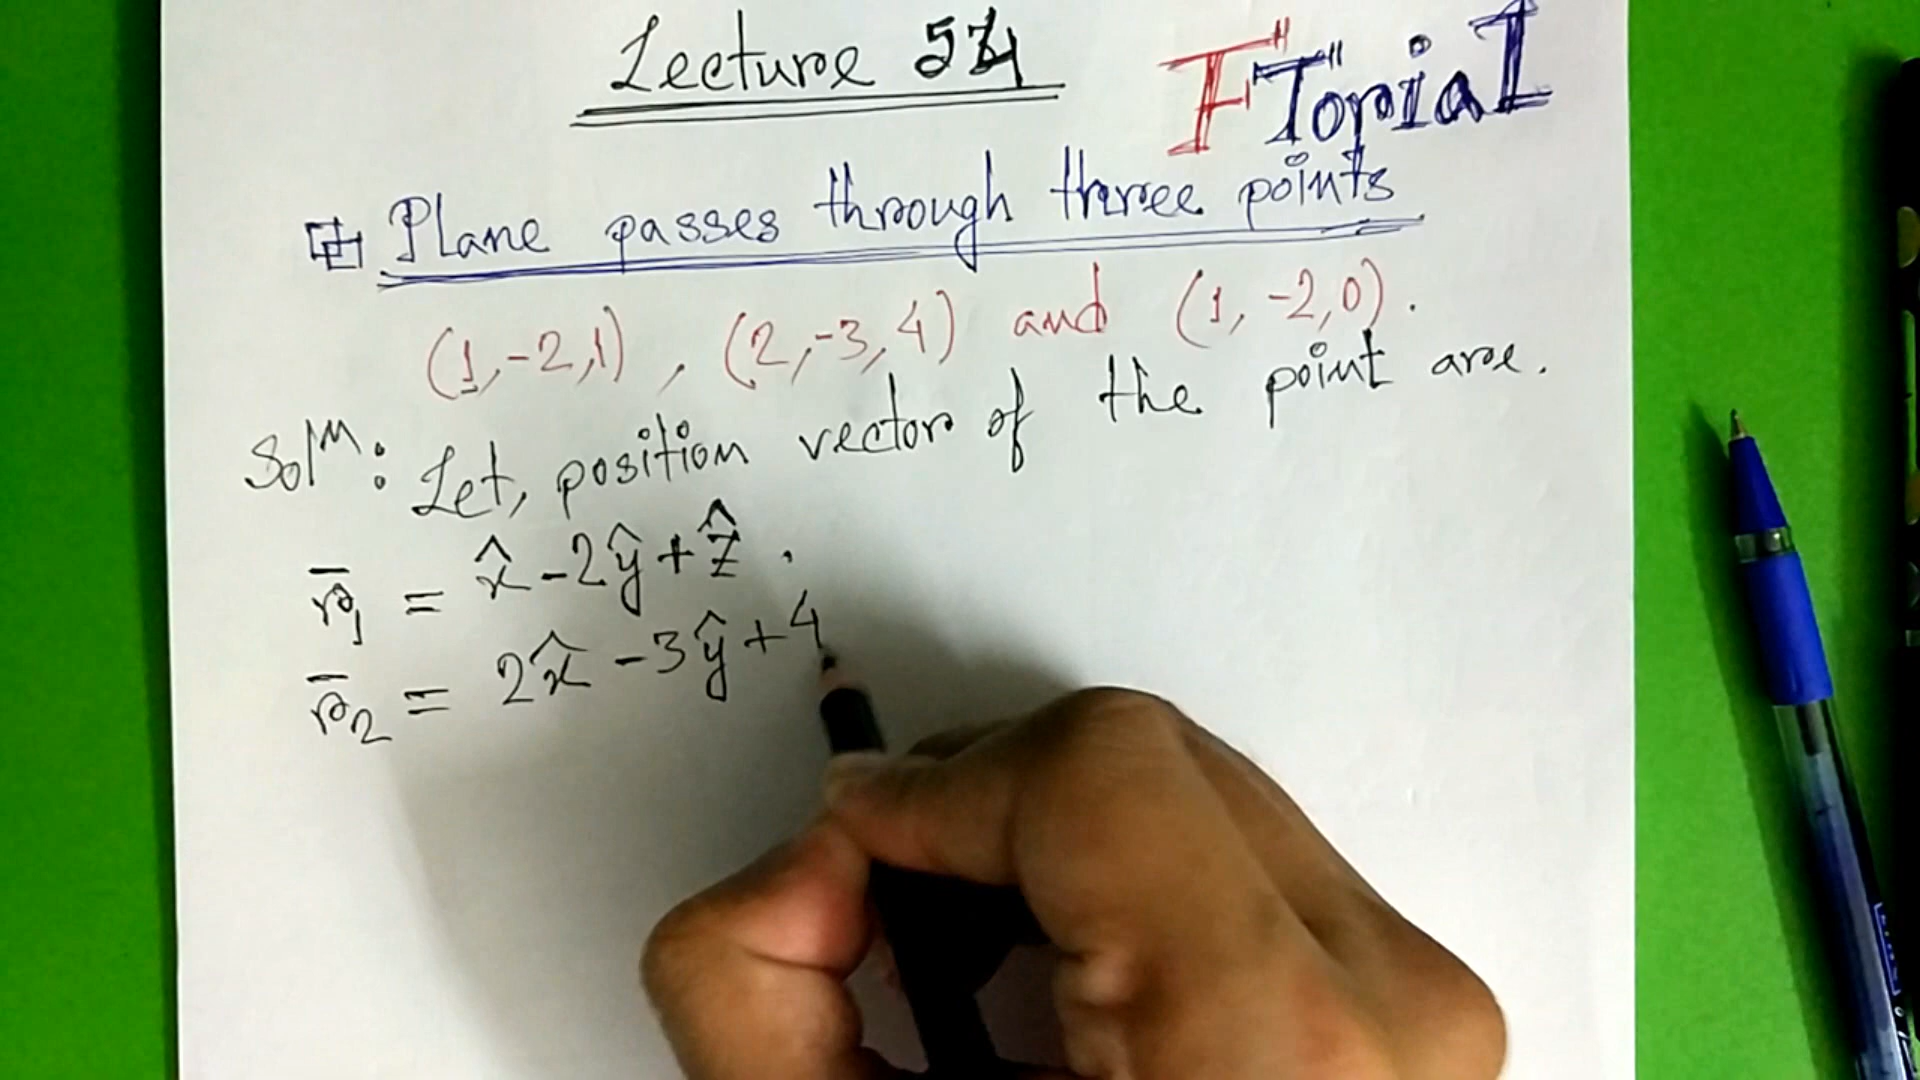 Lecture 54
FTorial
Plane passes through three points
(1,-2,1), (2,-3,4) and (1,-2,0).
Solⁿ: Let, position vector of the point are.
r̄₁ = x̂ - 2ŷ + ẑ.
r̄₂ = 2x̂ - 3ŷ + 4